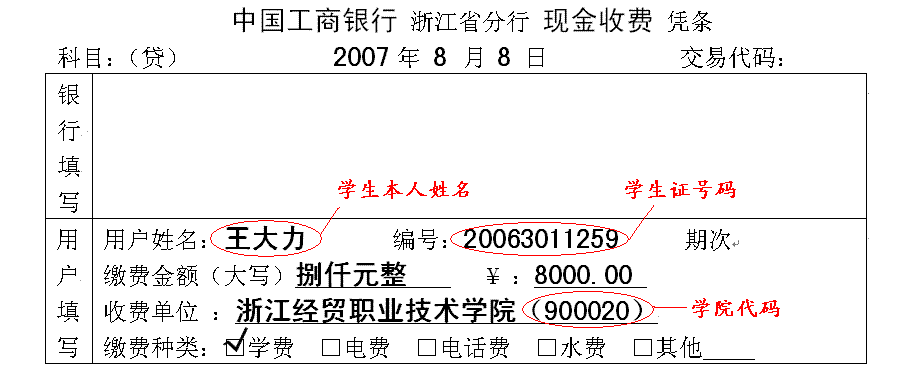 中国工商银行 浙江省分行 现金收费 凭条
科目：（贷） 2007 年 8 月 8 日 交易代码：
银行填写
学生本人姓名 学生证号码
用户填写
用户姓名：王大力 编号：20063011259 期次
缴费金额（大写）捌仟元整 ￥：8000.00
收费单位：浙江经贸职业技术学院（900020） 学院代码
缴费种类：☑学费 □电费 □电话费 □水费 □其他